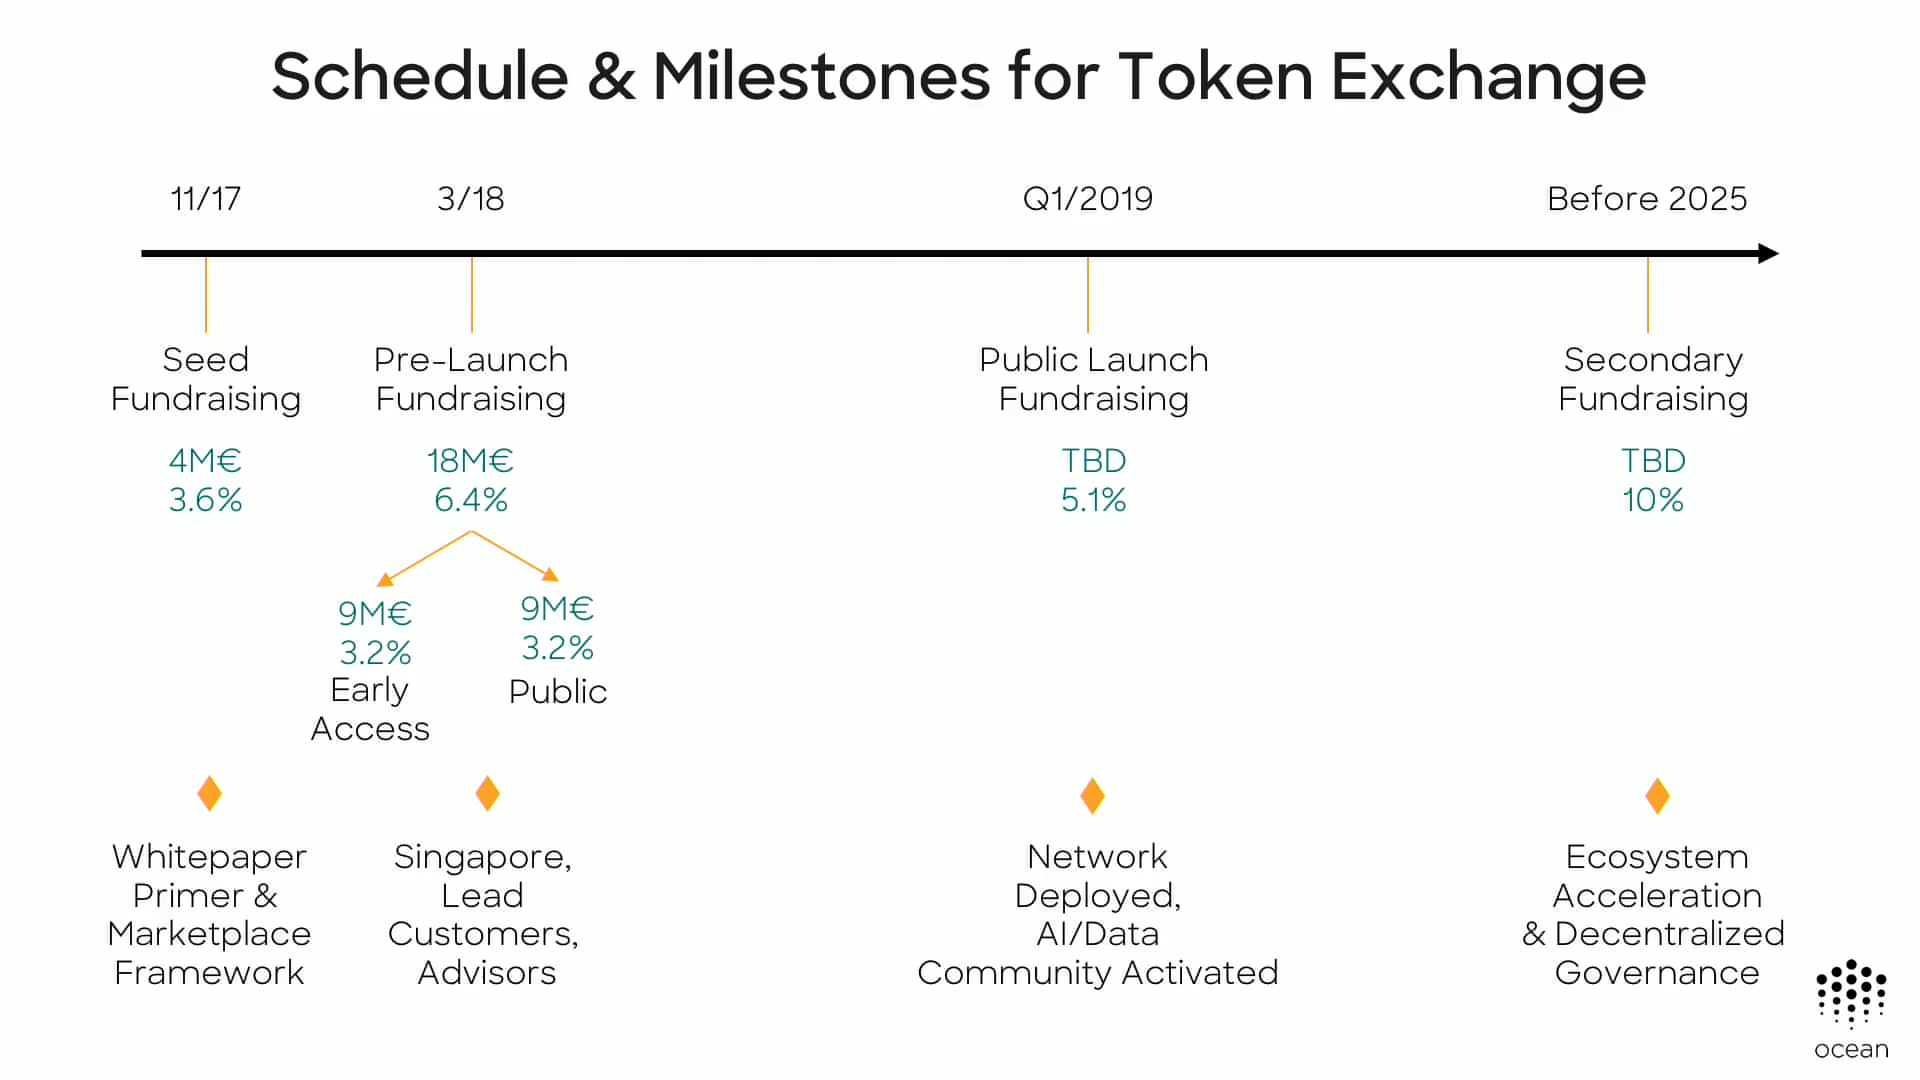 Schedule & Milestones for Token Exchange
11/17
3/18
Q1/2019
Before 2025
Seed
Fundraising
4M€
3.6%
Pre-Launch
Fundraising
18M€
6.4%
Public Launch
Fundraising
TBD
5.1%
Secondary
Fundraising
TBD
10%
9M€
3.2%
Early
Access
9M€
3.2%
Public
Whitepaper
Primer &
Marketplace
Framework
Singapore,
Lead
Customers,
Advisors
Network
Deployed,
AI/Data
Community Activated
Ecosystem
Acceleration
& Decentralized
Governance
ocean